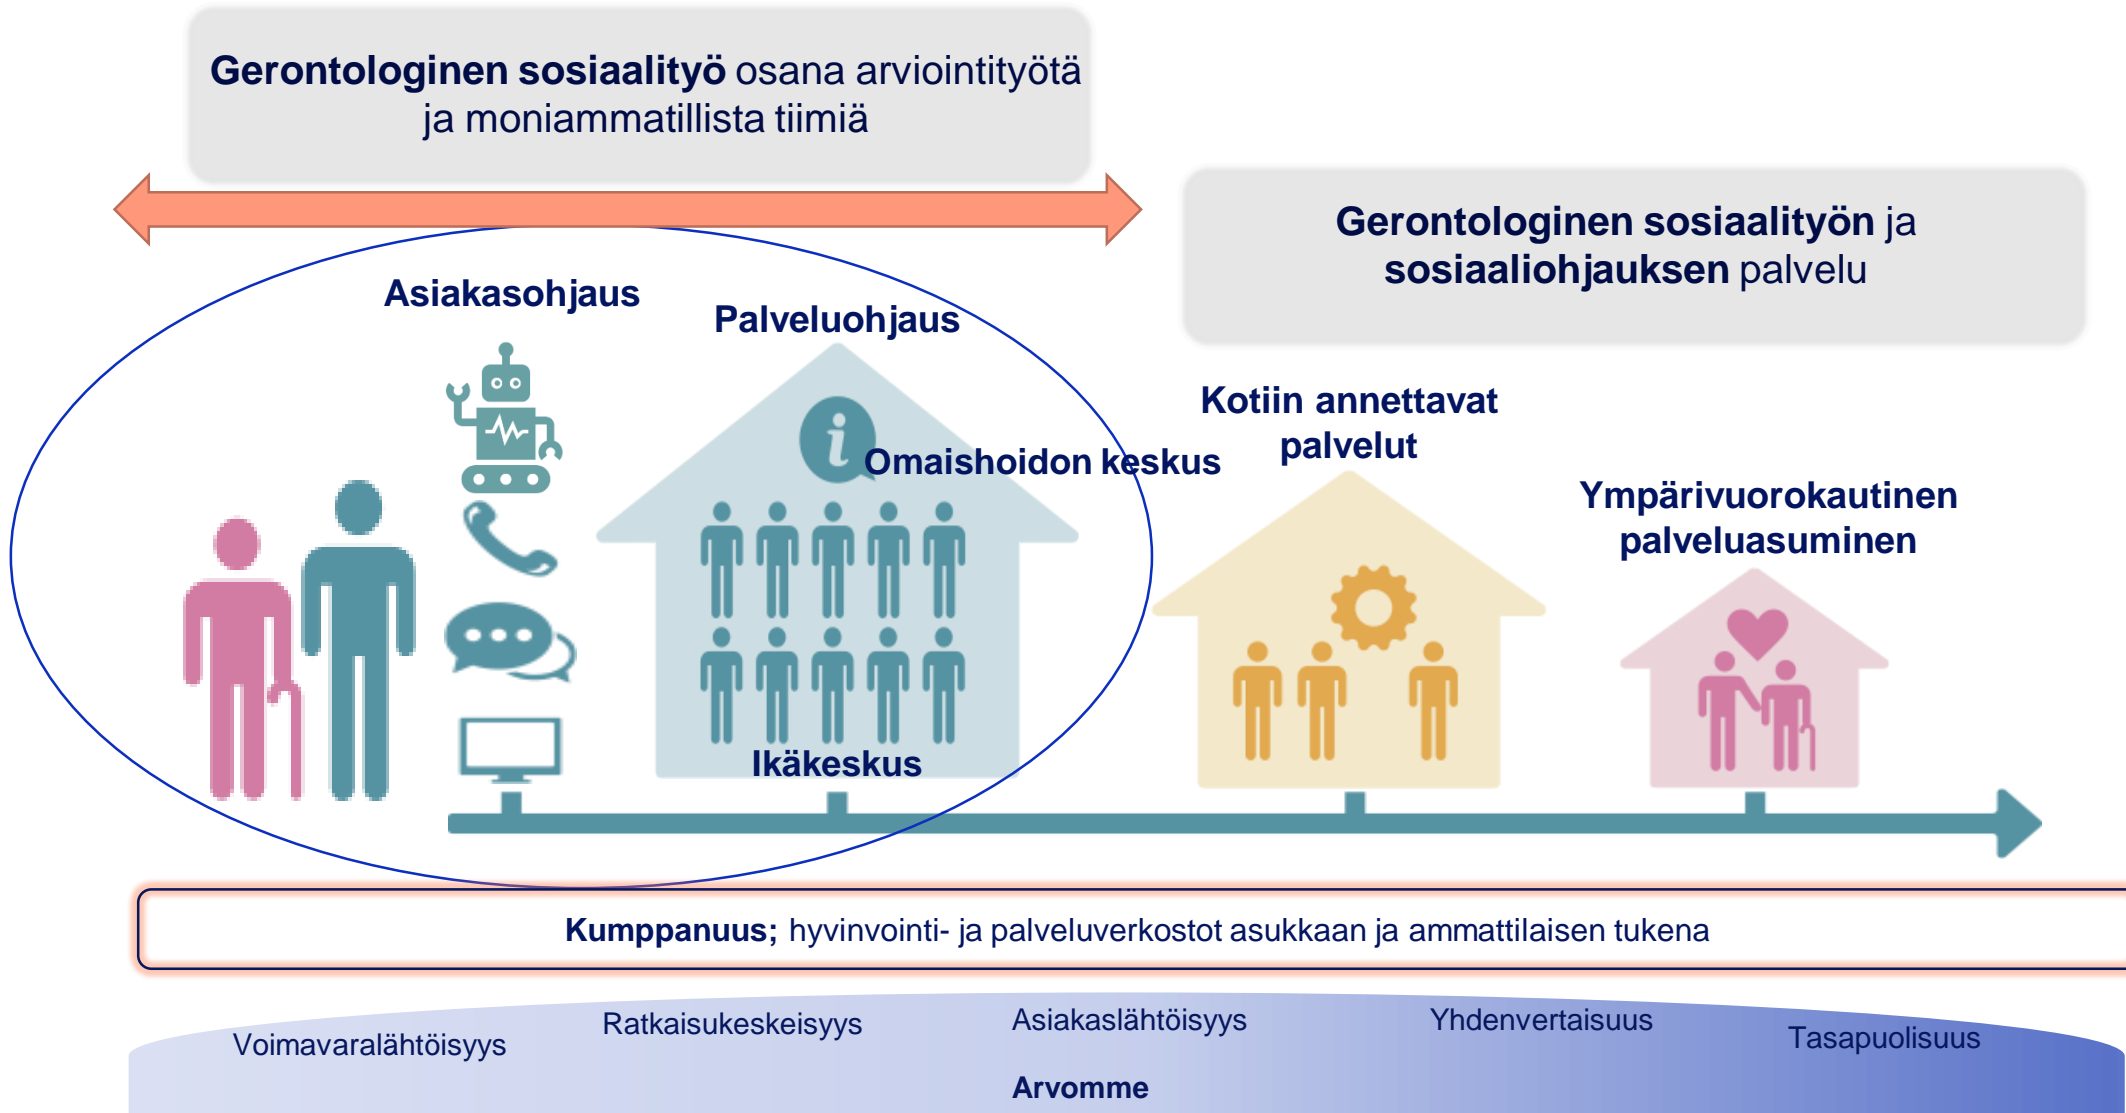 Gerontologinen sosiaalityö osana arviointityötä
ja moniammatillista tiimiä
Gerontologinen sosiaalityön ja
sosiaaliohjauksen palvelu
Asiakasohjaus
Palveluohjaus
i
Omaishoidon keskus
Ikäkeskus
Kotiin annettavat
palvelut
Ympärivuorokautinen
palveluasuminen
Kumppanuus; hyvinvointi- ja palveluverkostot asukkaan ja ammattilaisen tukena
Voimavaralähtöisyys
Ratkaisukeskeisyys
Asiakaslähtöisyys
Yhdenvertaisuus
Tasapuolisuus
Arvomme